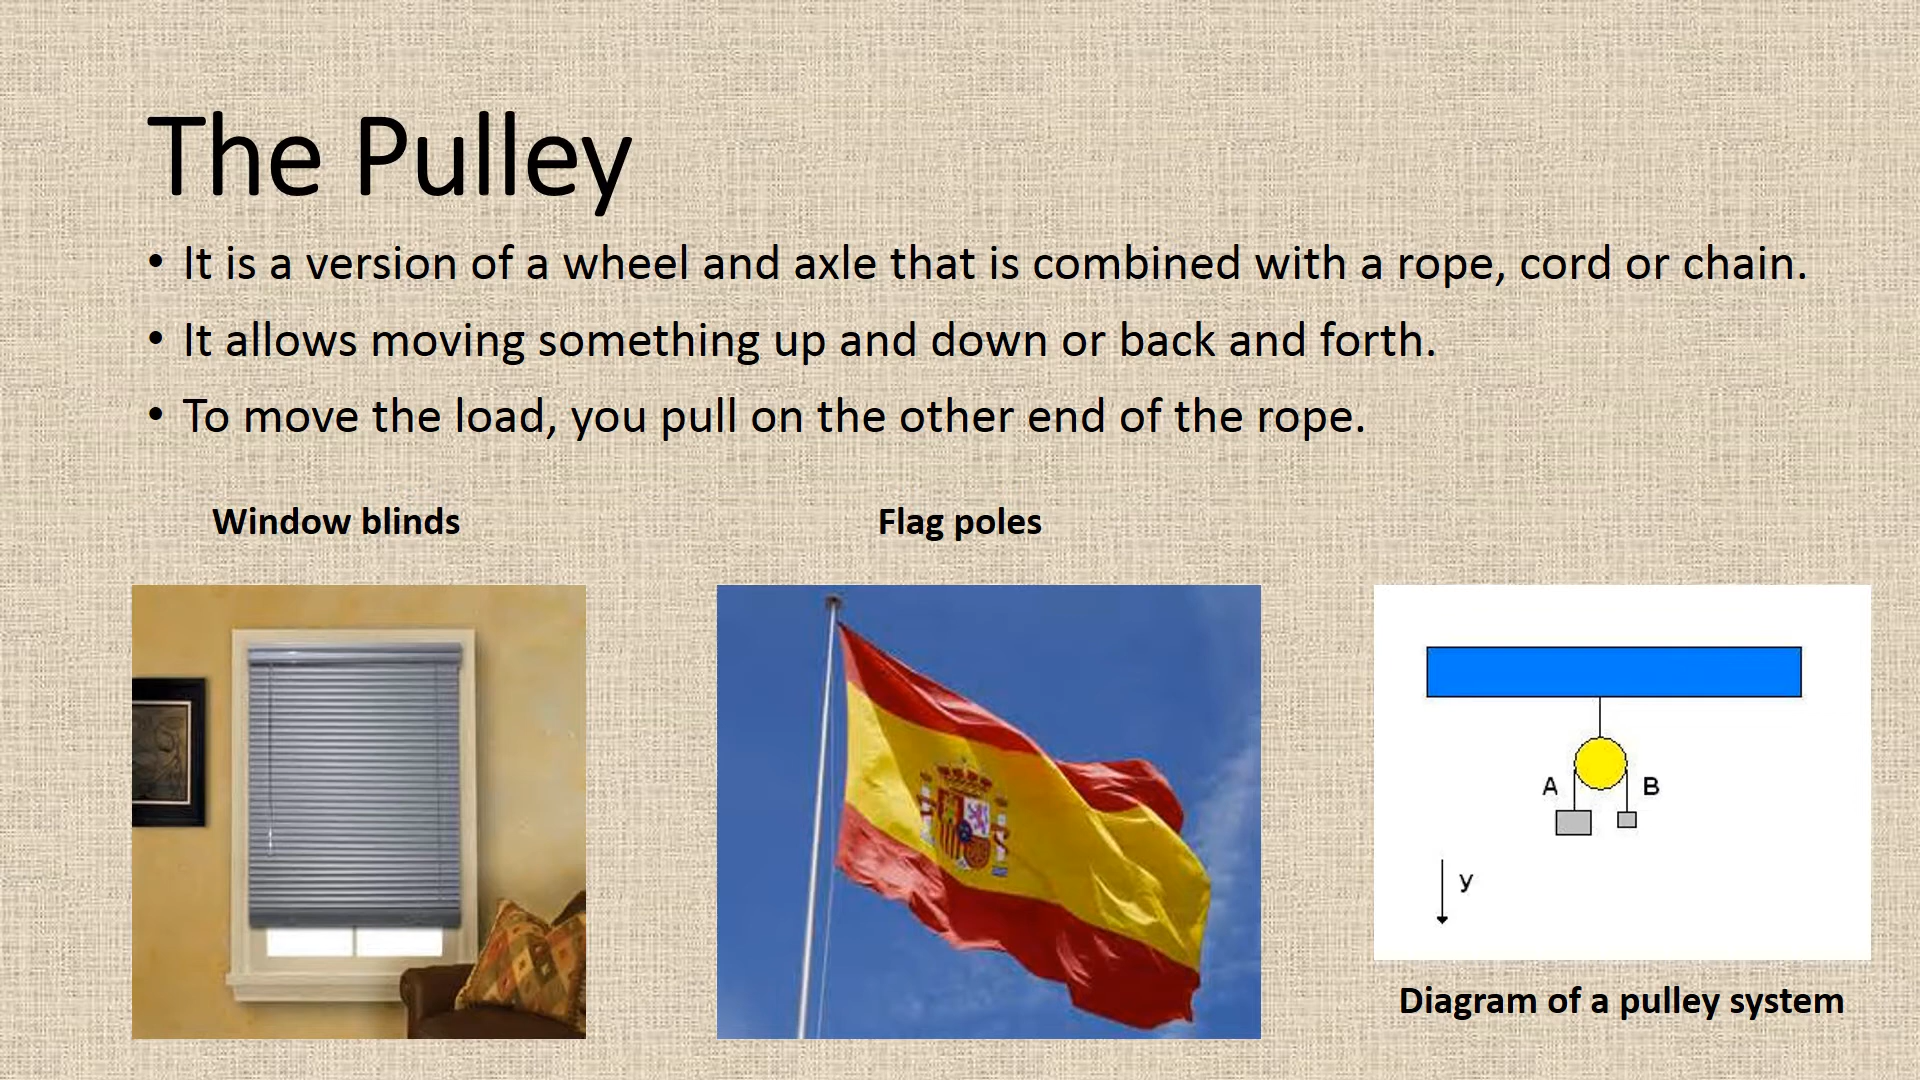 The Pulley
• It is a version of a wheel and axle that is combined with a rope, cord or chain.
• It allows moving something up and down or back and forth.
• To move the load, you pull on the other end of the rope.
Window blinds
Flag poles
A
B
y
Diagram of a pulley system